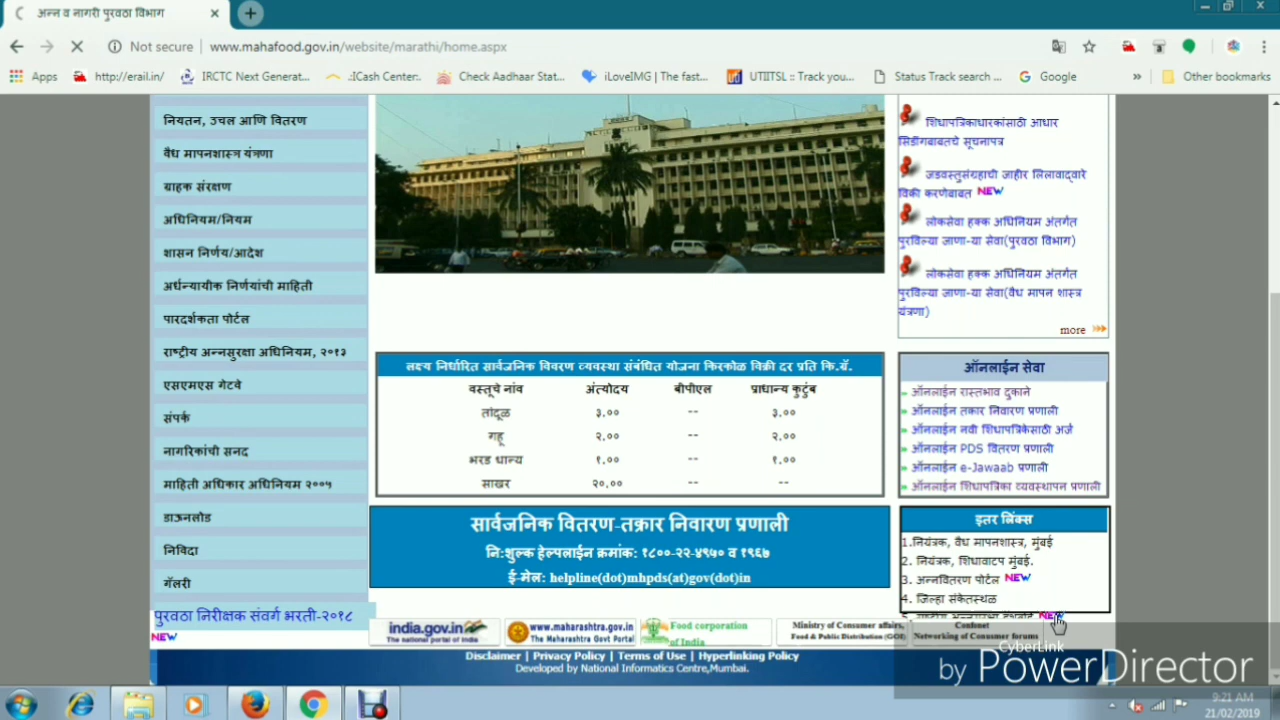 अन्न व नागरी पुरवठा विभाग
Not secure | www.mahafood.gov.in/website/marathi/home.aspx
Apps http://erail.in/ IRCTC Next Generat... .:ICash Center:. Check Aadhaar Stat... iLoveIMG | The fast... UTIITSL :: Track you... Status Track search ... Google » Other bookmarks
नियतन, उचल आणि वितरण
वैध मापनशास्त्र यंत्रणा
ग्राहक संरक्षण
अधिनियम/नियम
शासन निर्णय/आदेश
अर्धन्यायीक निर्णयांची माहिती
पारदर्शकता पोर्टल
राष्ट्रीय अन्नसुरक्षा अधिनियम, २०१३
एसएमएस गेटवे
संपर्क
नागरिकांची सनद
माहिती अधिकार अधिनियम २००५
डाऊनलोड
निविदा
गॅलरी
पुरवठा निरीक्षक संवर्ग भरती-२०१८
NEW
लक्ष्य निर्धारित सार्वजनिक वितरण व्यवस्था संबंधित योजना किरकोळ विक्री दर प्रति कि.ग्रॅ.
वस्तूचे नांव अंत्योदय बीपीएल प्राधान्य कुटुंब
तांदूळ ३.०० -- ३.००
गहू २.०० -- २.००
भरड धान्य १.०० -- १.००
साखर २०.०० -- --
सार्वजनिक वितरण-तक्रार निवारण प्रणाली
नि:शुल्क हेल्पलाईन क्रमांक: १८००-२२-४९५० व १९६७
ई-मेल: helpline(dot)mhpds(at)gov(dot)in
शिधापत्रिकाधारकांसाठी आधार
सिडींगबाबतचे सूचनापत्र
जडवस्तुसंग्रहाची जाहीर लिलावाद्वारे
विक्री करणेबाबत NEW
लोकसेवा हक्क अधिनियम अंतर्गत
पुरविल्या जाणा-या सेवा(पुरवठा विभाग)
लोकसेवा हक्क अधिनियम अंतर्गत
पुरविल्या जाणा-या सेवा(वैध मापन शास्त्र
यंत्रणा)
more
ऑनलाईन सेवा
ऑनलाईन रास्तभाव दुकाने
ऑनलाईन तक्रार निवारण प्रणाली
ऑनलाईन नवी शिधापत्रिकेसाठी अर्ज
ऑनलाईन PDS वितरण प्रणाली
ऑनलाईन e-Jawaab प्रणाली
ऑनलाईन शिधापत्रिका व्यवस्थापन प्रणाली
इतर लिंक्स
1.नियंत्रक, वैध मापनशास्त्र, मुंबई
2. नियंत्रक, शिधावाटप मुंबई.
3. अन्नवितरण पोर्टल NEW
4. जिल्हा संकेतस्थळ
india.gov.in
The national portal of India
www.maharashtra.gov.in
The Maharashtra Govt Portal
Food corporation
of India
Ministry of Consumer affairs,
Food & Public Distribution (GOI)
Confonet
Networking of Consumer forums
Disclaimer | Privacy Policy | Terms of Use | Hyperlinking Policy
Developed by National Informatics Centre,Mumbai.
CyberLink
by PowerDirector
9:21 AM
21/02/2019